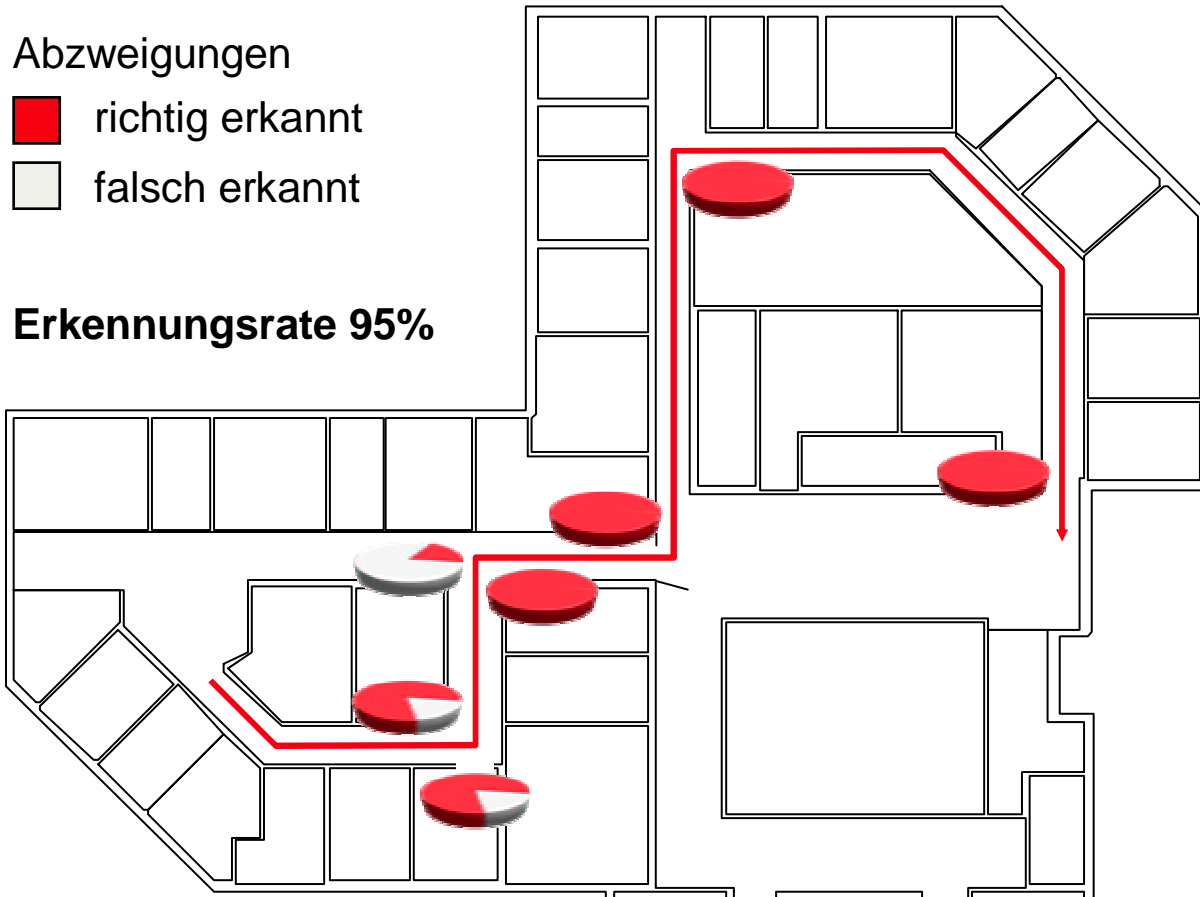 Abzweigungen
richtig erkannt
falsch erkannt
Erkennungsrate 95%